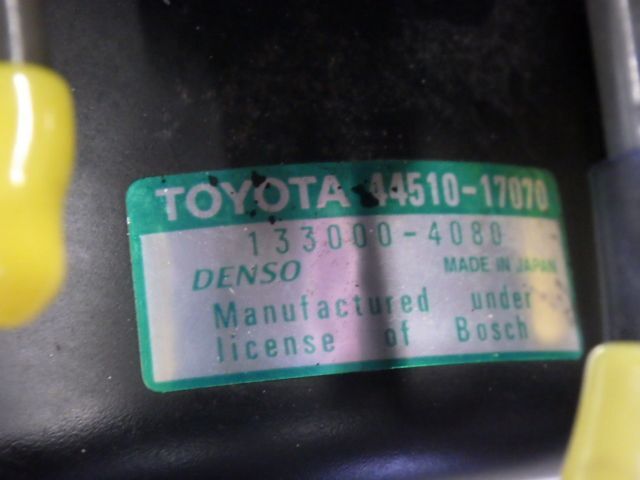 TOYOTA 44510-17070
133000-4080
DENSO MADE IN JAPAN
Manufactured under
license of Bosch